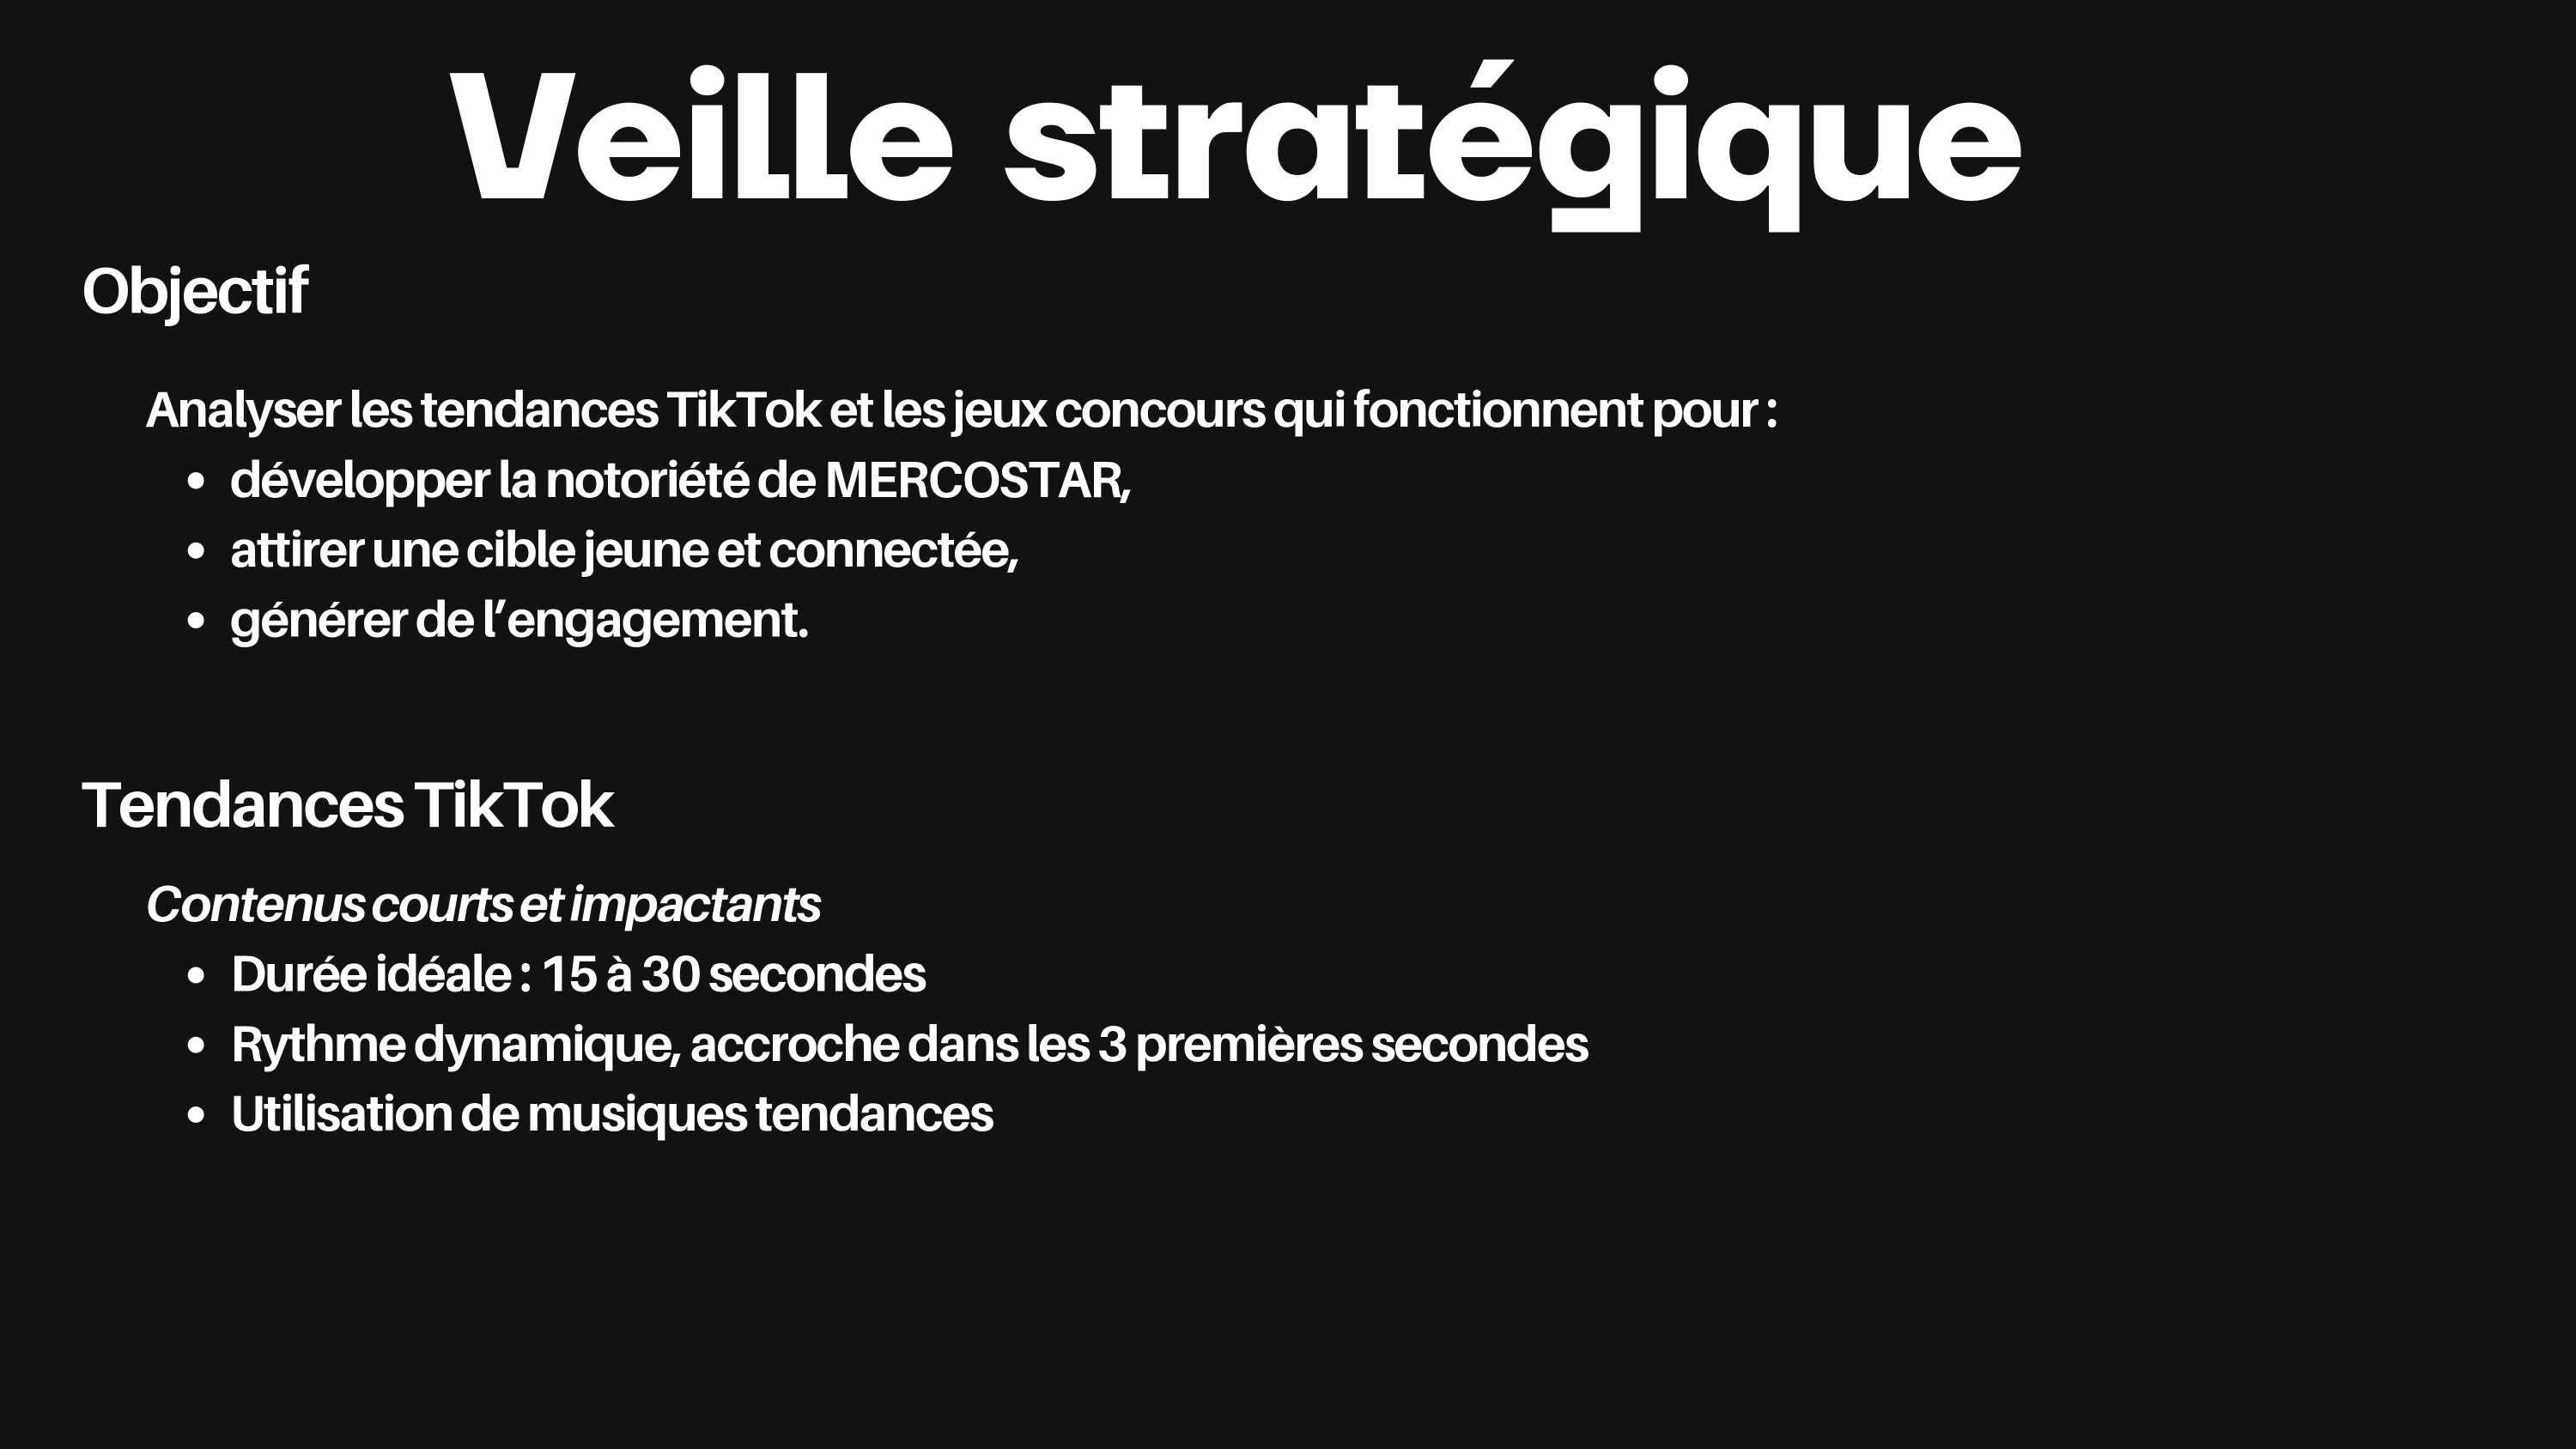 Veille stratégique
Objectif
Analyser les tendances TikTok et les jeux concours qui fonctionnent pour :
• développer la notoriété de MERCOSTAR,
• attirer une cible jeune et connectée,
• générer de l’engagement.
Tendances TikTok
Contenus courts et impactants
• Durée idéale : 15 à 30 secondes
• Rythme dynamique, accroche dans les 3 premières secondes
• Utilisation de musiques tendances